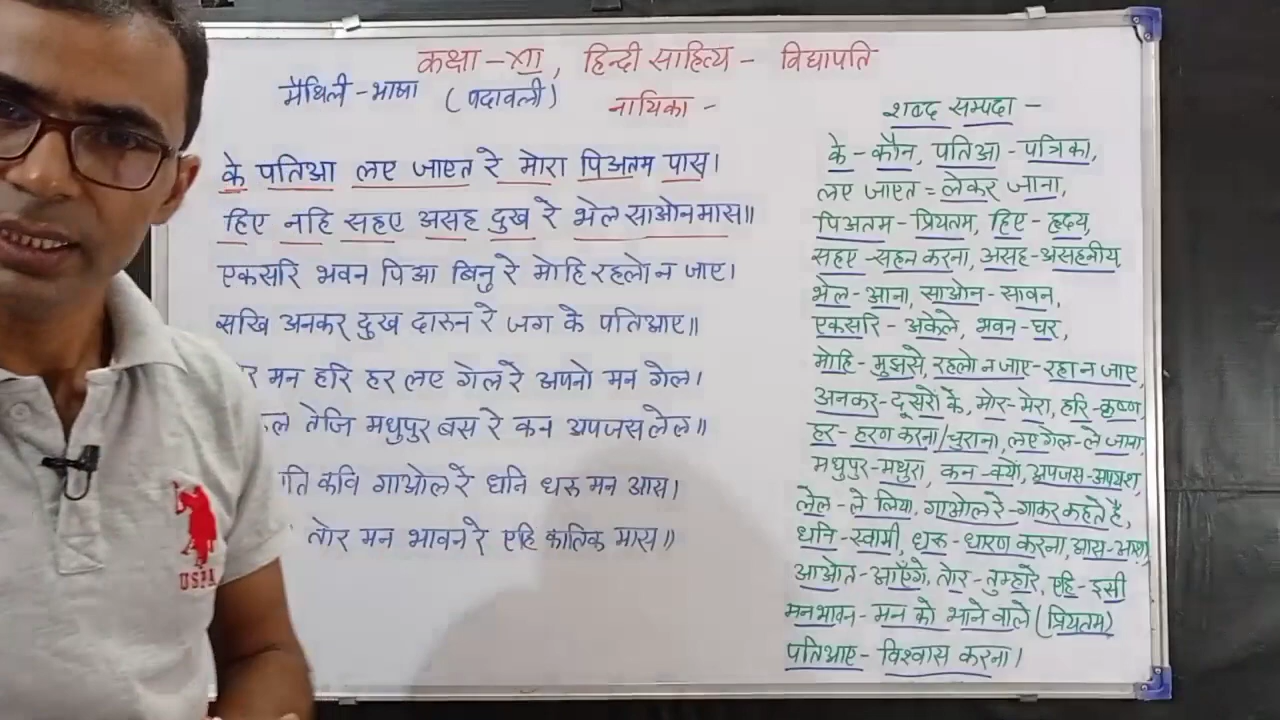 कक्षा - XII, हिन्दी साहित्य - विद्यापति
मैथिली - भाषा (पदावली) नायिका -
के पतिआ लए जाएत रे मोरा पिअतम पास।
हिए नहि सहए असह दुख रे भेल साओन मास॥
एकसरि भवन पिआ बिनु रे मोहि रहलो न जाए।
सखि अनकर दुख दारुन रे जग के पतिआए॥
र मन हरि हर लए गेल रे अपनो मन गेल।
ल तेजि मधुपुर बस रे कन अपजस लेल॥
ति कवि गाओल रे धनि धरु मन आस।
तोर मन भावन रे एहि कातिक मास॥
शब्द सम्पदा -
के - कौन, पतिआ - पत्रिका,
लए जाएत = लेकर जाना,
पिअतम - प्रियतम, हिए - हृदय,
सहए - सहन करना, असह - असहनीय,
भेल - आना, साओन - सावन,
एकसरि - अकेले, भवन - घर,
मोहि - मुझसे, रहलो न जाए - रहा न जाए,
अनकर - दूसरों के, मोर - मेरा, हरि - कृष्ण
हर - हरण करना/चुराना, लए गेल - ले जाना
मधुपुर - मथुरा, कन - क्यों, अपजस - अपयश,
लेल - ले लिया, गाओल रे - गाकर कहते है,
धनि - स्वामी, धरु - धारण करना, आस - आशा,
आओत - आएँगे, तोर - तुम्हारे, एहि - इसी
मनभावन - मन को भाने वाले (प्रियतम)
पतिआए - विश्वास करना।
USPA